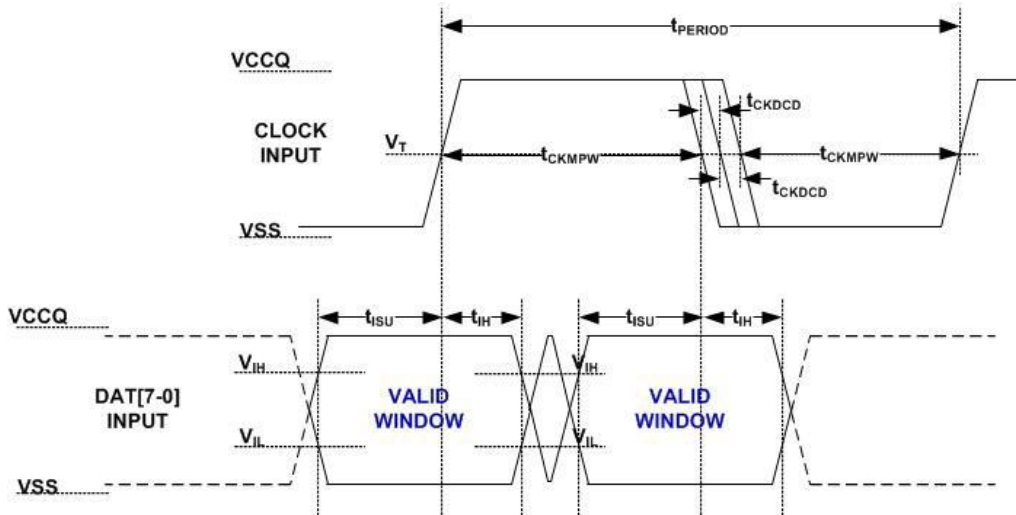 tPERIOD
VCCQ
CLOCK
INPUT
tCKDCD
VT
tCKMPW
tCKMPW
tCKDCD
VSS
VCCQ
tISU
tIH
tISU
tIH
VIH
VIH
DAT[7-0]
INPUT
VALID
WINDOW
VALID
WINDOW
VIL
VIL
VSS